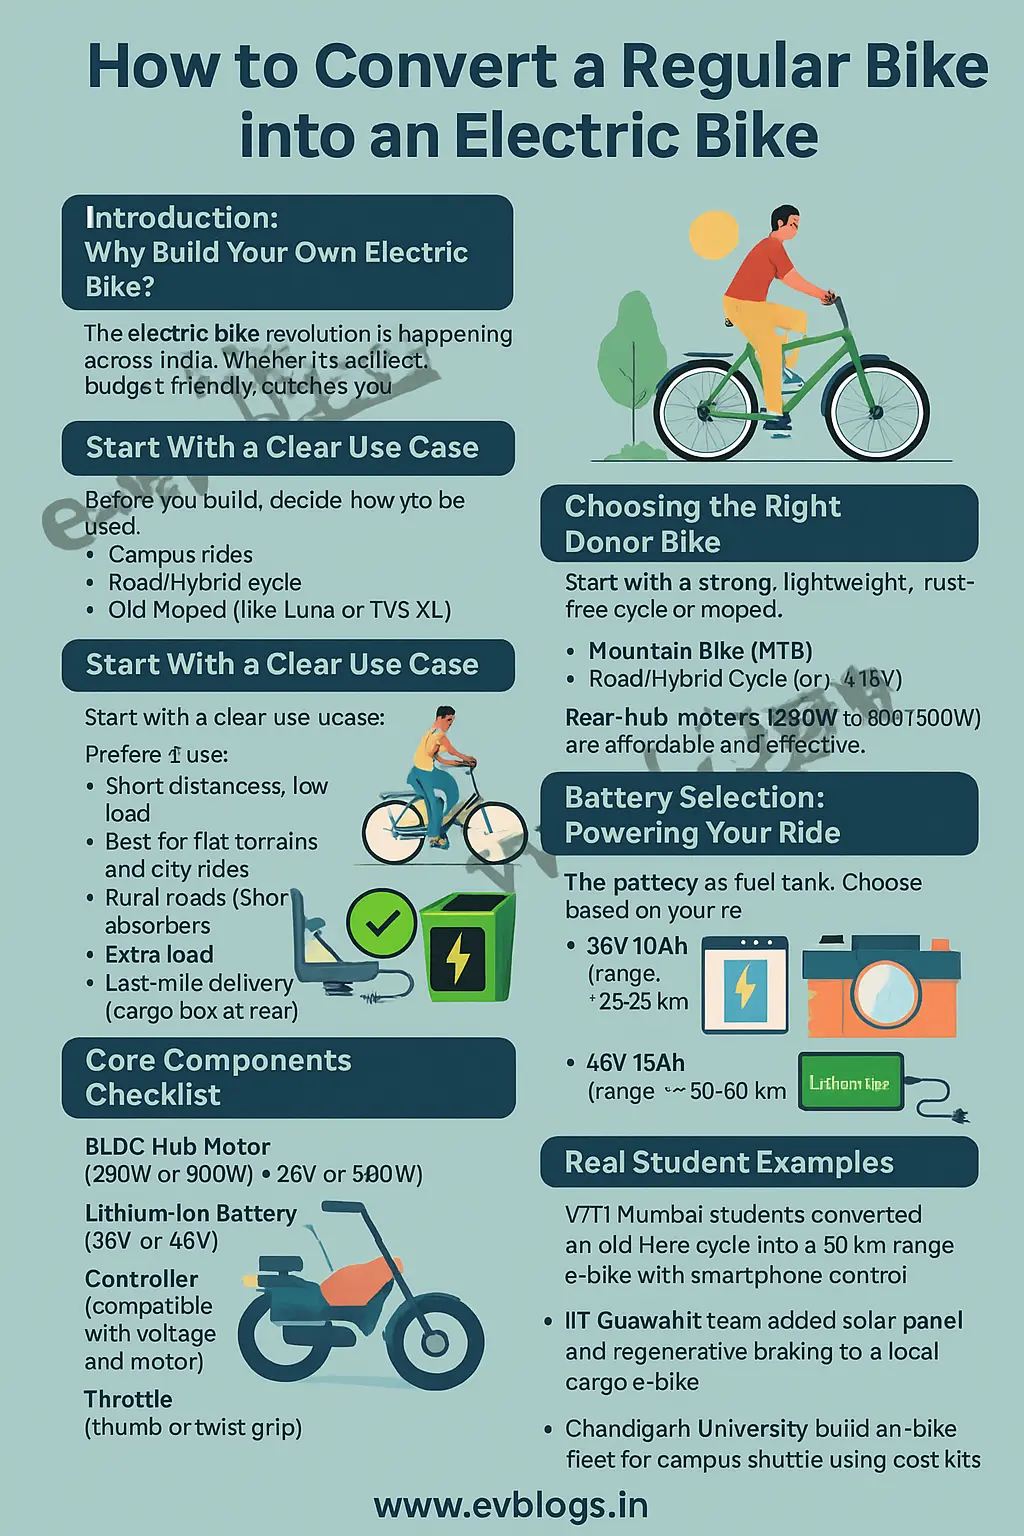 How to Convert a Regular Bike
into an Electric Bike
Introduction:
Why Build Your Own Electric
Bike?
The electric bike revolution is happening
across india. Wheher its aciliect.
budget friendly, cutches you
Start With a Clear Use Case
Before you build, decide how yto be
used.
• Campus rides
• Road/Hybrid eycle
• Old Moped (like Luna or TVS XL)
Start With a Clear Use Case
Start with a clear use ucase:
Prefere use:
• Short distancess, low
load
• Best for flat torrains
and city rides
• Rural roads (Shor
absorbers
• Extra load
• Last-mile delivery
(cargo box at rear)
Core Components
Checklist
BLDC Hub Motor
(290W or 900W) • 26V or 500W)
Lithium-Ion Battery
(36V or 46V)
Controller
(compatible
with voltage
and motor)
Throttle
(thumb or twist grip)
Choosing the Right
Donor Bike
Start with a strong, lightweight, rust-
free cycle or moped.
• Mountain BIke (MTB)
• Road/Hybrid Cycle (or
Rear-hub moters to
are affordable and effective.
Battery Selection:
Powering Your Ride
The pattecy as fuel tank. Choose
based on your re
• 36V 10Ah
(range.
25-25 km
• 46V 15Ah
(range ~ 50-60 km
Real Student Examples
V7T1 Mumbai students converted
an old Here cycle into a 50 km range
e-bike with smartphone controi
• IIT Guawahit team added solar panel
and regenerative braking to a local
cargo e-bike
• Chandigarh University buiid an-bike
fieet for campus shuttie using cost kits
www.evblogs.in